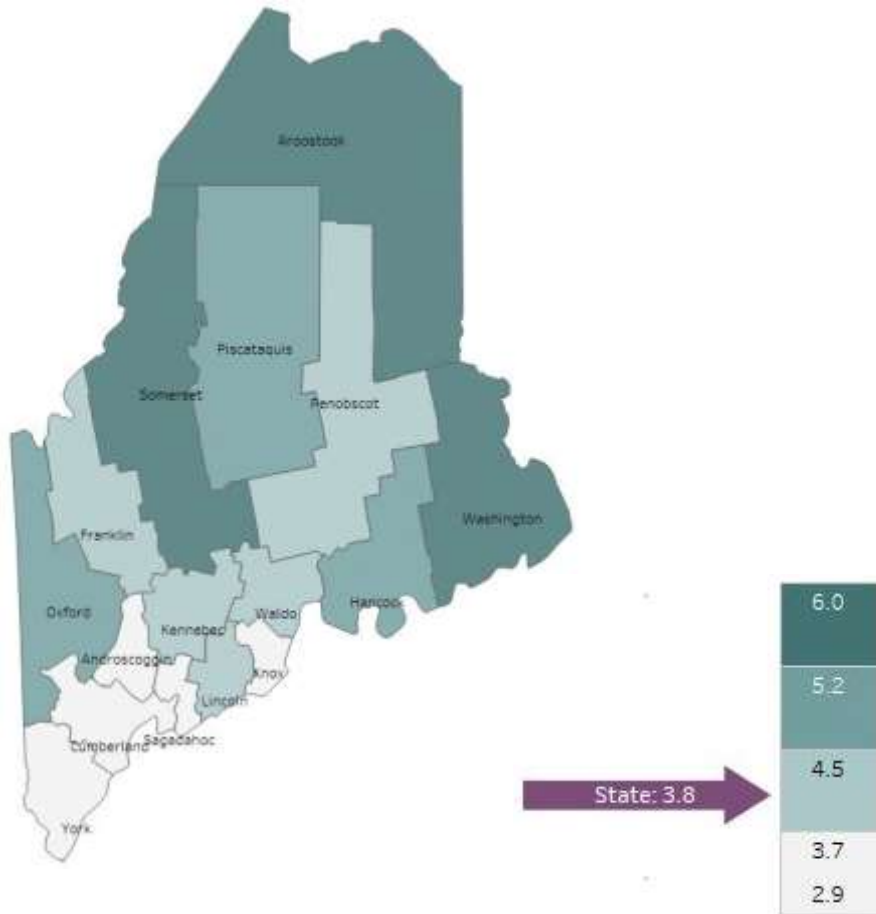 Aroostook
Piscataquis
Somerset
Penobscot
Washington
Franklin
Oxford
Hancock
Kennebec
Waldo
Androscoggin
Knox
Lincoln
Sagadahoc
Cumberland
York
6.0
5.2
4.5
State: 3.8
3.7
2.9